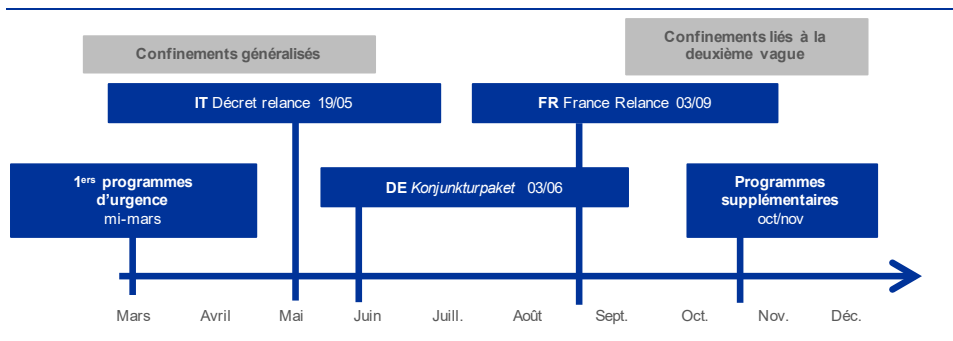 Confinements généralisés
Confinements liés à la
deuxième vague
IT Décret relance 19/05
FR France Relance 03/09
1ers programmes
d'urgence
mi-mars
DE Konjunkturpaket 03/06
Programmes
supplémentaires
oct/nov
Mars Avril Mai Juin Juill. Août Sept. Oct. Nov. Déc.